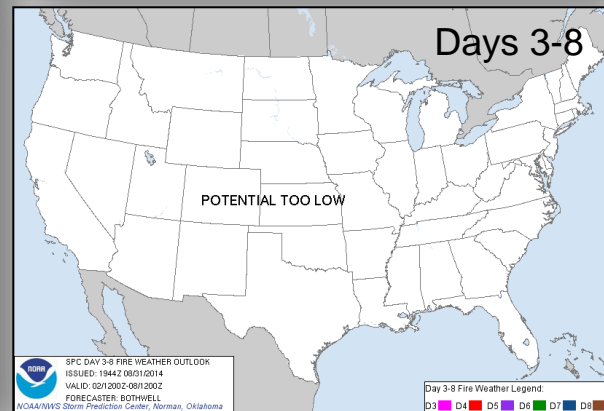 Days 3-8
POTENTIAL TOO LOW
NOAA
SPC DAY 3-8 FIRE WEATHER OUTLOOK
ISSUED: 1944Z 08/31/2014
VALID: 02/1200Z-08/1200Z
FORECASTER: BOTHWELL
NOAA/NWS Storm Prediction Center, Norman, Oklahoma
Day 3-8 Fire Weather Legend:
D3 D4 D5 D6 D7 D8